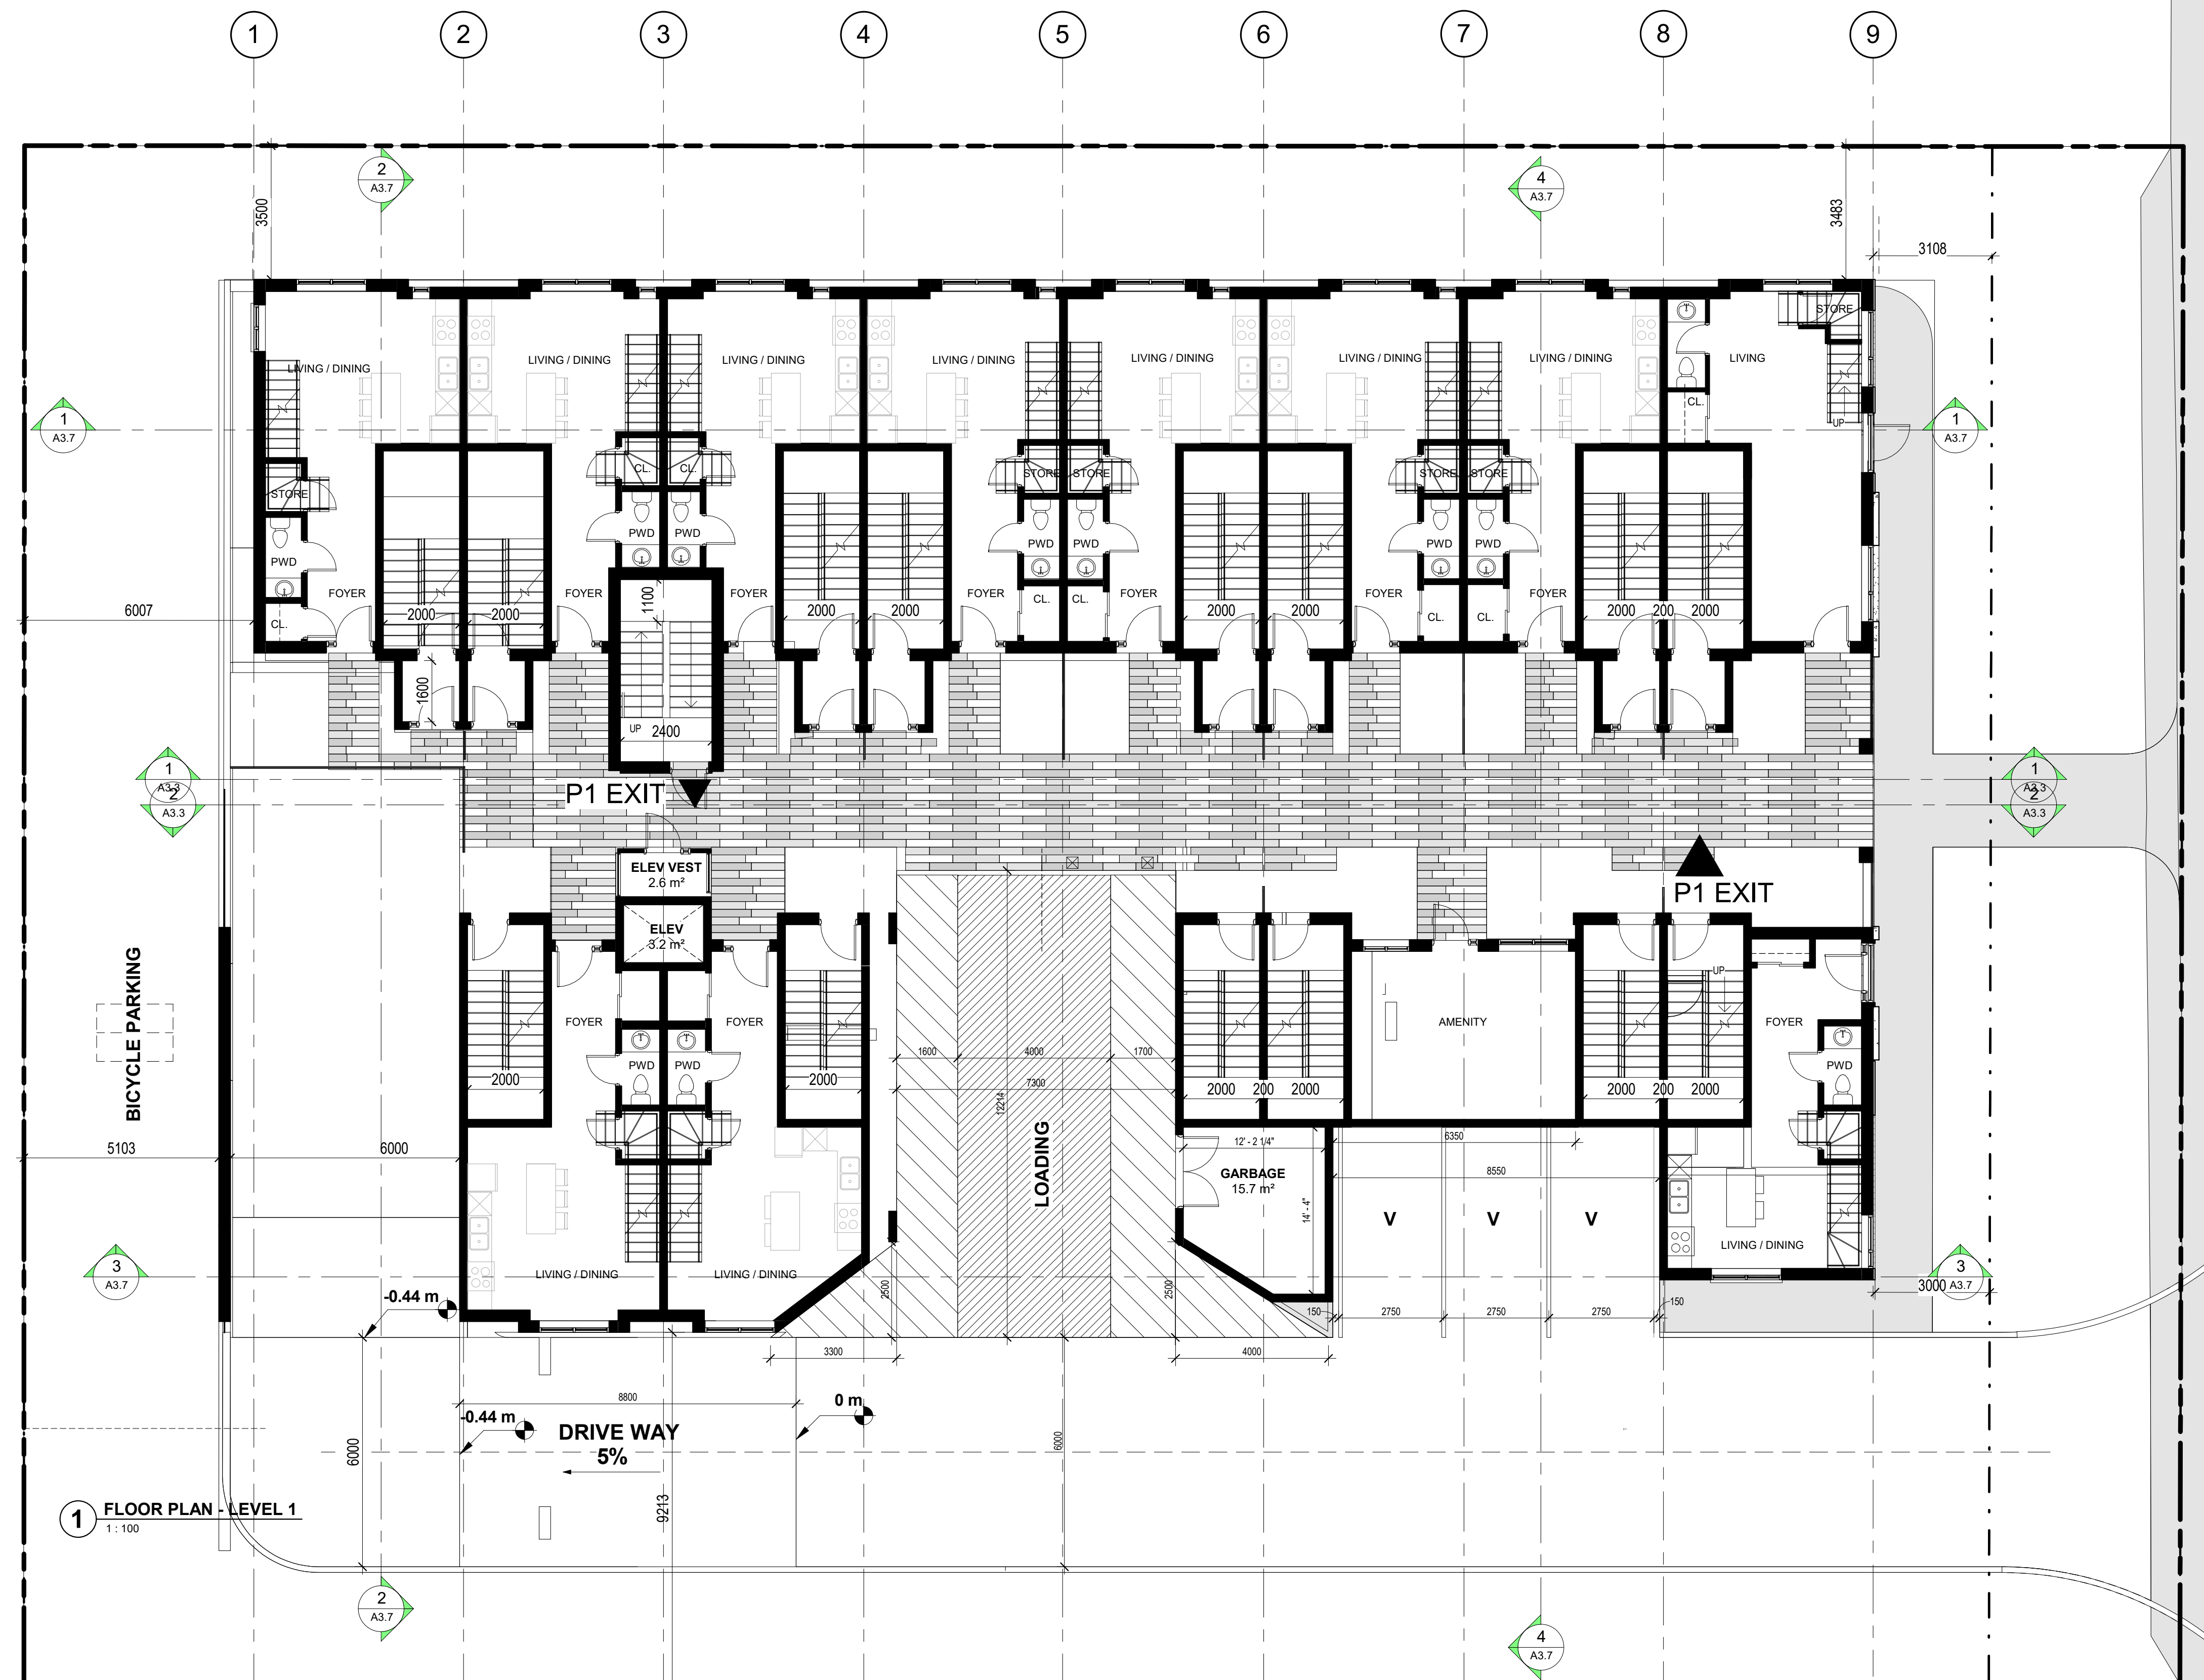 1 2 3 4 5 6 7 8 9
2
A3.7
4
A3.7
3500
3483
3108
STORE
LIVING / DINING
LIVING / DINING
LIVING / DINING
LIVING / DINING
LIVING / DINING
LIVING / DINING
LIVING / DINING
LIVING
1
A3.7
CL.
UP
1
A3.7
STORE
CL.
CL.
STORE
STORE
STORE
STORE
PWD
PWD
PWD
PWD
PWD
PWD
PWD
FOYER
FOYER
FOYER
FOYER
FOYER
FOYER
CL.
CL.
CL.
CL.
CL.
6007
2000
2000
1100
2000
2000
2000
2000
2000
200
2000
FOYER
1600
UP
2400
1
A3.3
2
A3.3
P1 EXIT
1
A3.3
2
A3.3
ELEV VEST
2.6 m²
P1 EXIT
ELEV
3.2 m²
BICYCLE PARKING
UP
FOYER
FOYER
AMENITY
FOYER
PWD
PWD
PWD
1600
4000
1700
7300
12214
2000
2000
2000
200
2000
2000
200
2000
LOADING
5103
6000
12' - 2 1/4"
GARBAGE
15.7 m²
14' - 4"
6350
8550
V
V
V
LIVING / DINING
LIVING / DINING
LIVING / DINING
3
A3.7
3
A3.7
3000
-0.44 m
2500
2500
150
2750
2750
2750
150
3300
4000
8800
0 m
-0.44 m
DRIVE WAY
5%
6000
6000
9213
1
FLOOR PLAN - LEVEL 1
1 : 100
2
A3.7
4
A3.7